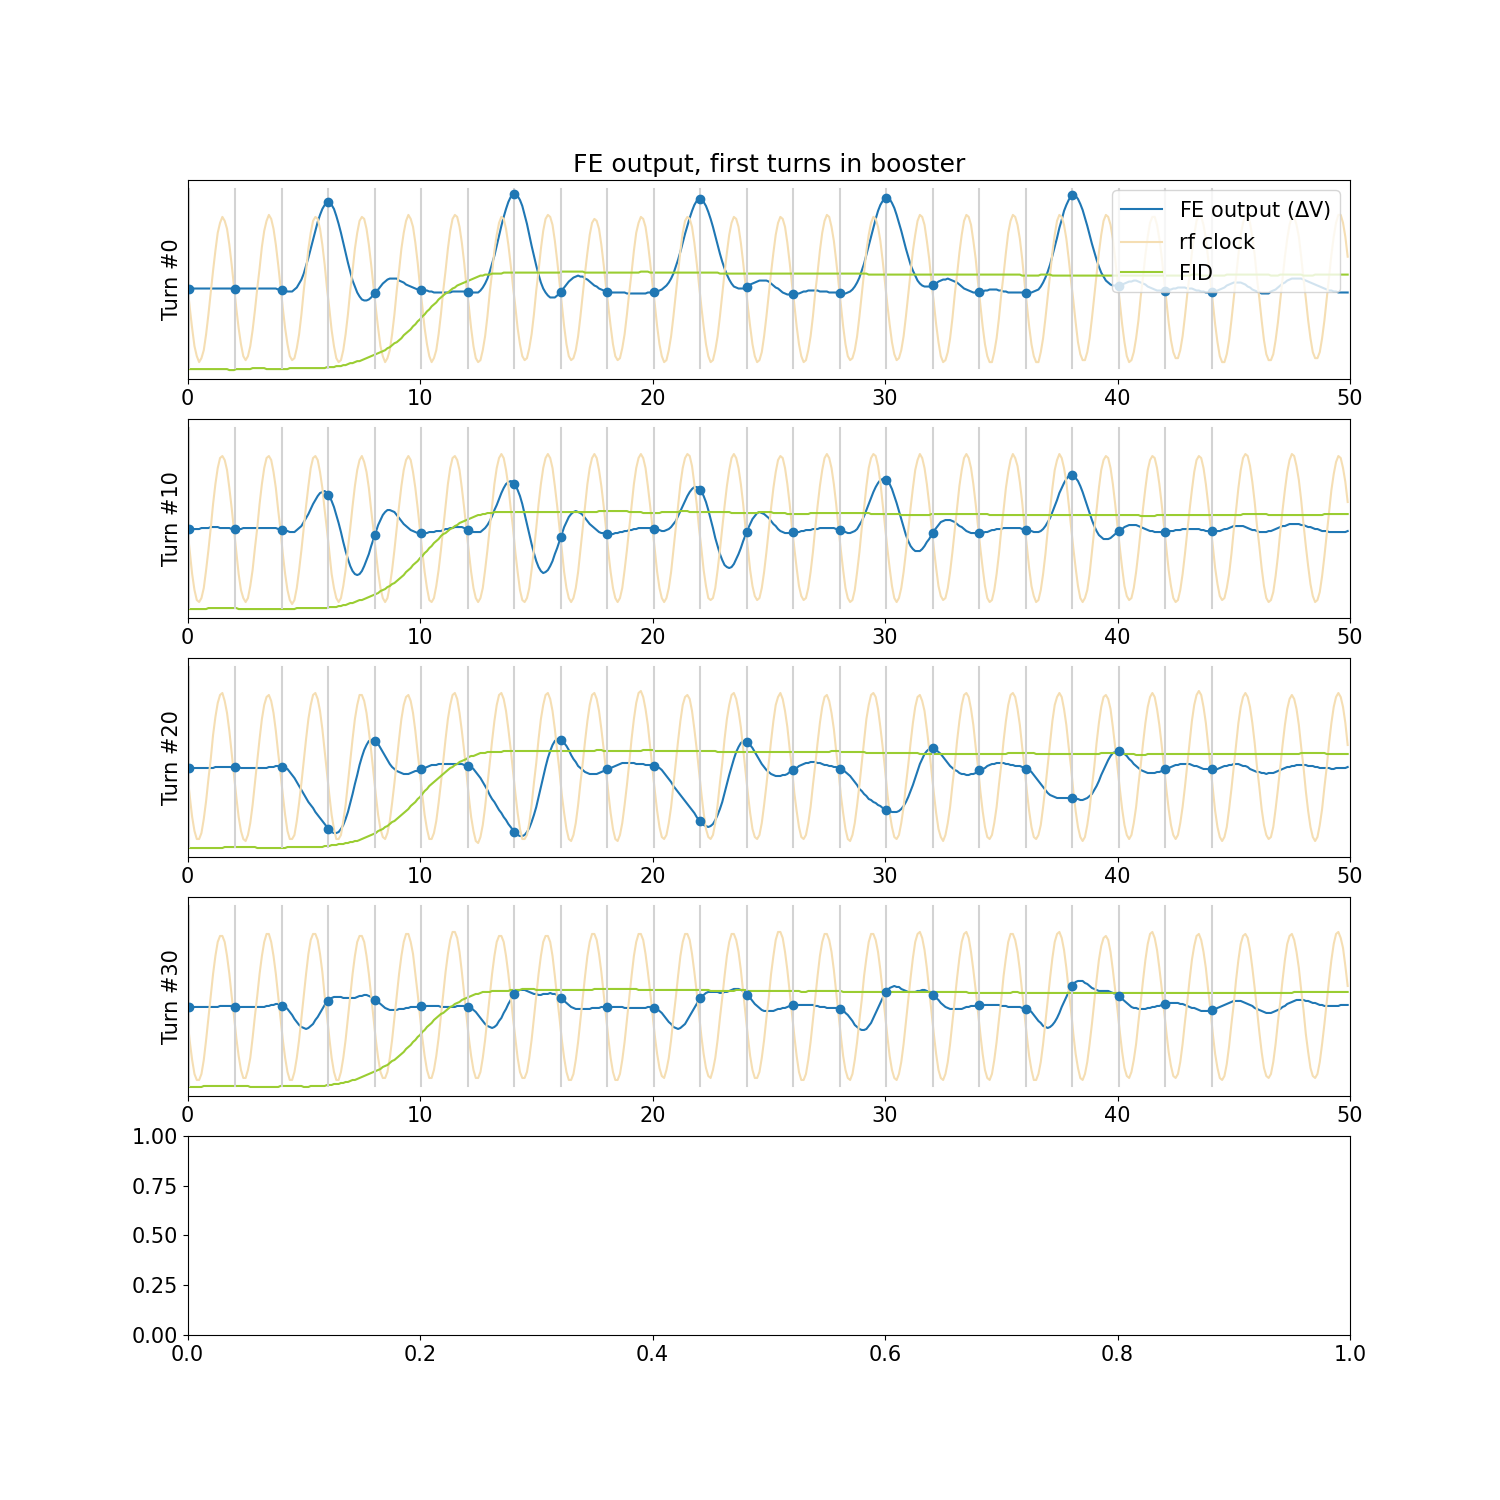 FE output, first turns in booster
Turn #0
FE output (ΔV)
rf clock
FID
0 10 20 30 40 50
Turn #10
0 10 20 30 40 50
Turn #20
0 10 20 30 40 50
Turn #30
0 10 20 30 40 50
1.00
0.75
0.50
0.25
0.00
0.0 0.2 0.4 0.6 0.8 1.0